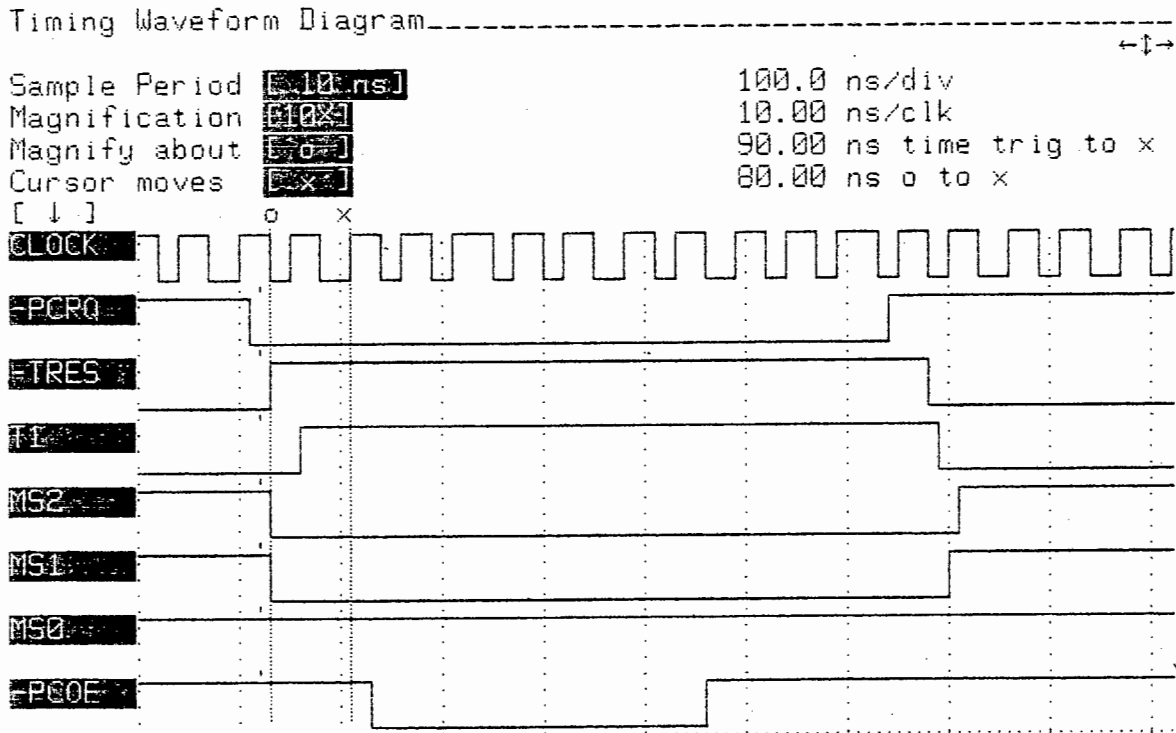 Timing Waveform Diagram
←↕→
Sample Period [ 10 ns] 100.0 ns/div
Magnification [10X] 10.00 ns/clk
Magnify about [ o ] 90.00 ns time trig to x
Cursor moves [ x ] 80.00 ns o to x
[ ↓ ] o x
CLOCK
-PCRQ
-TRES
T1
MS2
MS1
MS0
-PCOE